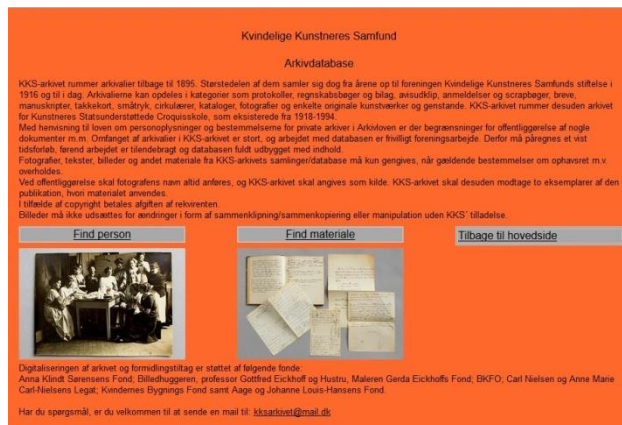 Kvindelige Kunstneres Samfund
Arkivdatabase
KKS-arkivet rummer arkivalier tilbage til 1895. Størstedelen af dem samler sig dog fra årene op til foreningen Kvindelige Kunstneres Samfunds stiftelse i
1916 og til i dag. Arkivalierne kan opdeles i kategorier som protokoller, regnskabsbøger og bilag, avisudklip, anmeldelser og scrapbøger, breve,
manuskripter, takkekort, småtryk, cirkulærer, kataloger, fotografier og enkelte originale kunstværker og genstande. KKS-arkivet rummer desuden arkivet
for Kunstneres Statsunderstøttede Croquisskole, som eksisterede fra 1918-1994.
Med henvisning til loven om personoplysninger og bestemmelserne for private arkiver i Arkivloven er der begrænsninger for offentliggørelse af nogle
dokumenter m.m. Omfanget af arkivalier i KKS-arkivet er stort, og arbejdet med databasen er frivilligt foreningsarbejde. Derfor må påregnes et vist
tidsforløb, førend arbejdet er tilendebragt og databasen fuldt udbygget med indhold.
Fotografier, tekster, billeder og andet materiale fra KKS-arkivets samlinger/database må kun gengives, når gældende bestemmelser om ophavsret m.v.
overholdes.
Ved offentliggørelse skal fotografens navn altid anføres, og KKS-arkivet skal angives som kilde. KKS-arkivet skal desuden modtage to eksemplarer af den
publikation, hvori materialet anvendes.
I tilfælde af copyright betales afgiften af rekvirenten.
Billeder må ikke udsættes for ændringer i form af sammenklipning/sammenkopiering eller manipulation uden KKS´ tilladelse.
Find person
Find materiale
Tilbage til hovedside
Digitaliseringen af arkivet og formidlingstiltag er støttet af følgende fonde:
Anna Klindt Sørensens Fond; Billedhuggeren, professor Gottfred Eickhoff og Hustru, Maleren Gerda Eickhoffs Fond; BKFO; Carl Nielsen og Anne Marie
Carl-Nielsens Legat; Kvindernes Bygnings Fond samt Aage og Johanne Louis-Hansens Fond.
Har du spørgsmål, er du velkommen til at sende en mail til: kksarkivet@mail.dk